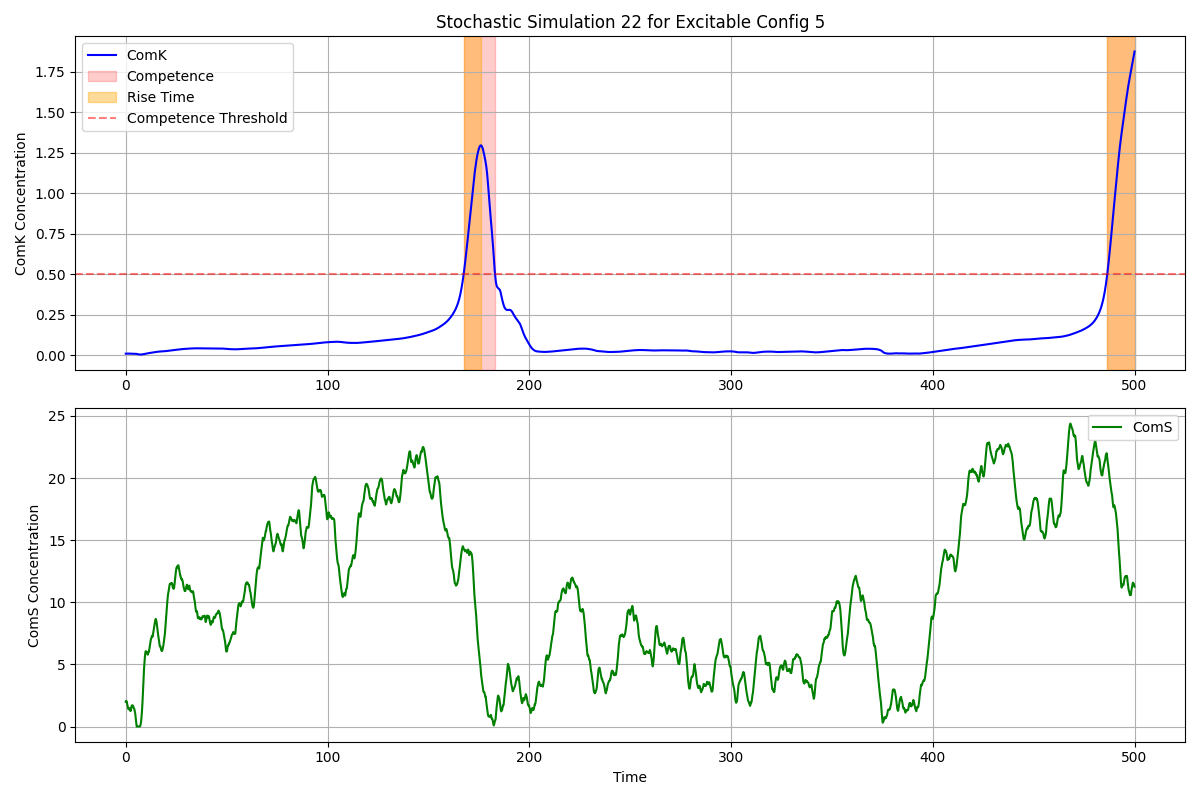 Stochastic Simulation 22 for Excitable Config 5
ComK
Competence
Rise Time
Competence Threshold
ComK Concentration
1.75
1.50
1.25
1.00
0.75
0.50
0.25
0.00
0 100 200 300 400 500
ComS
ComS Concentration
25
20
15
10
5
0
0 100 200 300 400 500
Time